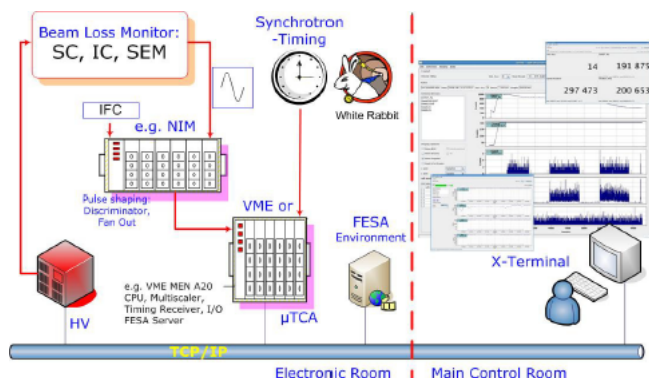 Beam Loss Monitor:
SC, IC, SEM
Synchrotron
-Timing
White Rabbit
IFC
e.g. NIM
Pulse shaping:
Discriminator,
Fan Out
VME or
µTCA
e.g. VME MEN A20
CPU, Multiscaler,
Timing Receiver, I/O
FESA Server
FESA
Environment
HV
14
191 875
297 473
200 653
X-Terminal
TCP/IP
Electronic Room
Main Control Room